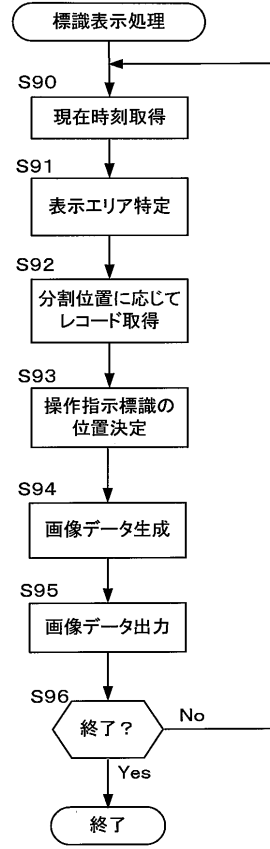 標識表示処理
S90
現在時刻取得
S91
表示エリア特定
S92
分割位置に応じて
レコード取得
S93
操作指示標識の
位置決定
S94
画像データ生成
S95
画像データ出力
S96
終了？
No
Yes
終了